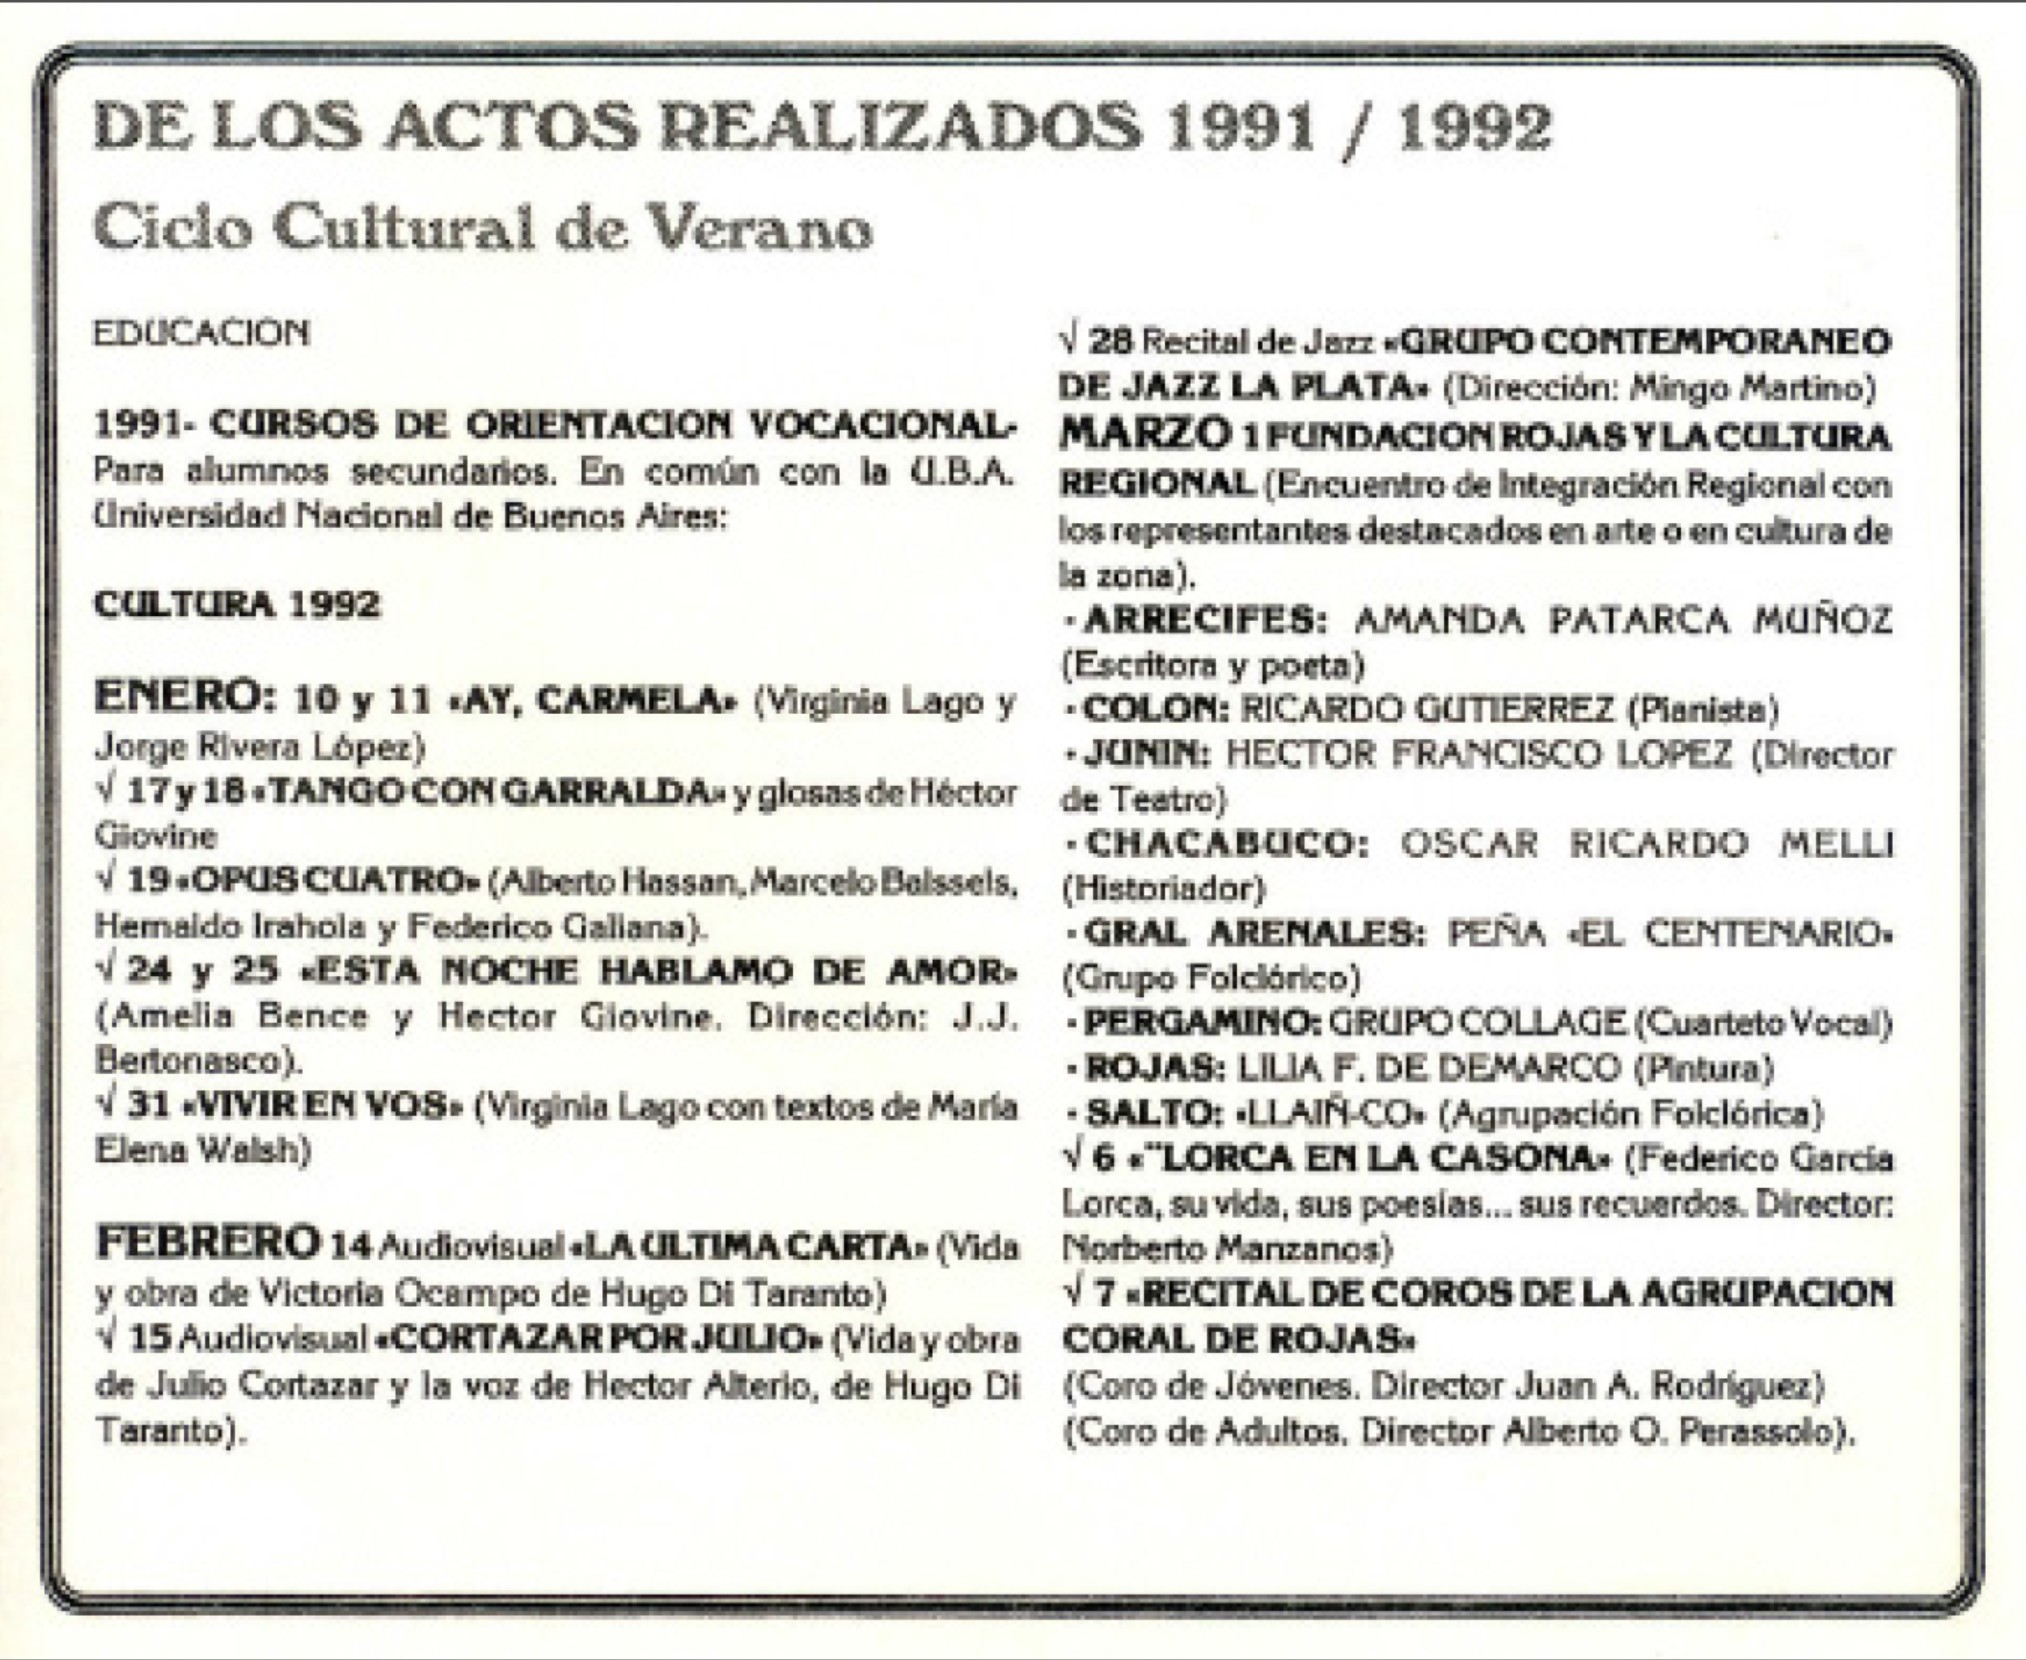 DE LOS ACTOS REALIZADOS 1991 / 1992
Ciclo Cultural de Verano
EDUCACION
1991- CURSOS DE ORIENTACION VOCACIONAL-
Para alumnos secundarios. En común con la U.B.A.
Universidad Nacional de Buenos Aires:
CULTURA 1992
ENERO: 10 y 11 «AY, CARMELA» (Virginia Lago y
Jorge Rivera López)
√ 17 y 18 «TANGO CON GARRALDA» y glosas de Héctor
Giovine
√ 19 «OPUS CUATRO» (Alberto Hassan, Marcelo Balssels,
Hernaldo Irahola y Federico Galiana).
√ 24 y 25 «ESTA NOCHE HABLAMO DE AMOR»
(Amelia Bence y Hector Giovine. Dirección: J.J.
Bertonasco).
√ 31 «VIVIR EN VOS» (Virginia Lago con textos de María
Elena Walsh)
FEBRERO 14 Audiovisual «LA ULTIMA CARTA» (Vida
y obra de Victoria Ocampo de Hugo Di Taranto)
√ 15 Audiovisual «CORTAZAR POR JULIO» (Vida y obra
de Julio Cortazar y la voz de Hector Alterio, de Hugo Di
Taranto).
√ 28 Recital de Jazz «GRUPO CONTEMPORANEO
DE JAZZ LA PLATA» (Dirección: Mingo Martino)
MARZO 1 FUNDACION ROJAS Y LA CULTURA
REGIONAL (Encuentro de Integración Regional con
los representantes destacados en arte o en cultura de
la zona).
· ARRECIFES: AMANDA PATARCA MUÑOZ
(Escritora y poeta)
· COLON: RICARDO GUTIERREZ (Pianista)
· JUNIN: HECTOR FRANCISCO LOPEZ (Director
de Teatro)
· CHACABUCO: OSCAR RICARDO MELLI
(Historiador)
· GRAL ARENALES: PEÑA «EL CENTENARIO»
(Grupo Folclórico)
· PERGAMINO: GRUPO COLLAGE (Cuarteto Vocal)
· ROJAS: LILIA F. DE DEMARCO (Pintura)
· SALTO: «LLAIÑ-CO» (Agrupación Folclórica)
√ 6 «"LORCA EN LA CASONA» (Federico García
Lorca, su vida, sus poesías... sus recuerdos. Director:
Norberto Manzanos)
√ 7 «RECITAL DE COROS DE LA AGRUPACION
CORAL DE ROJAS»
(Coro de Jóvenes. Director Juan A. Rodríguez)
(Coro de Adultos. Director Alberto O. Perassolo).